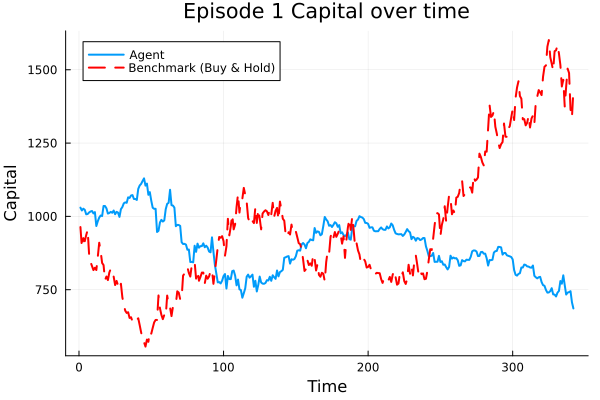 Episode 1 Capital over time
Agent
Benchmark (Buy & Hold)
1500
1250
1000
750
Capital
0
100
200
300
Time